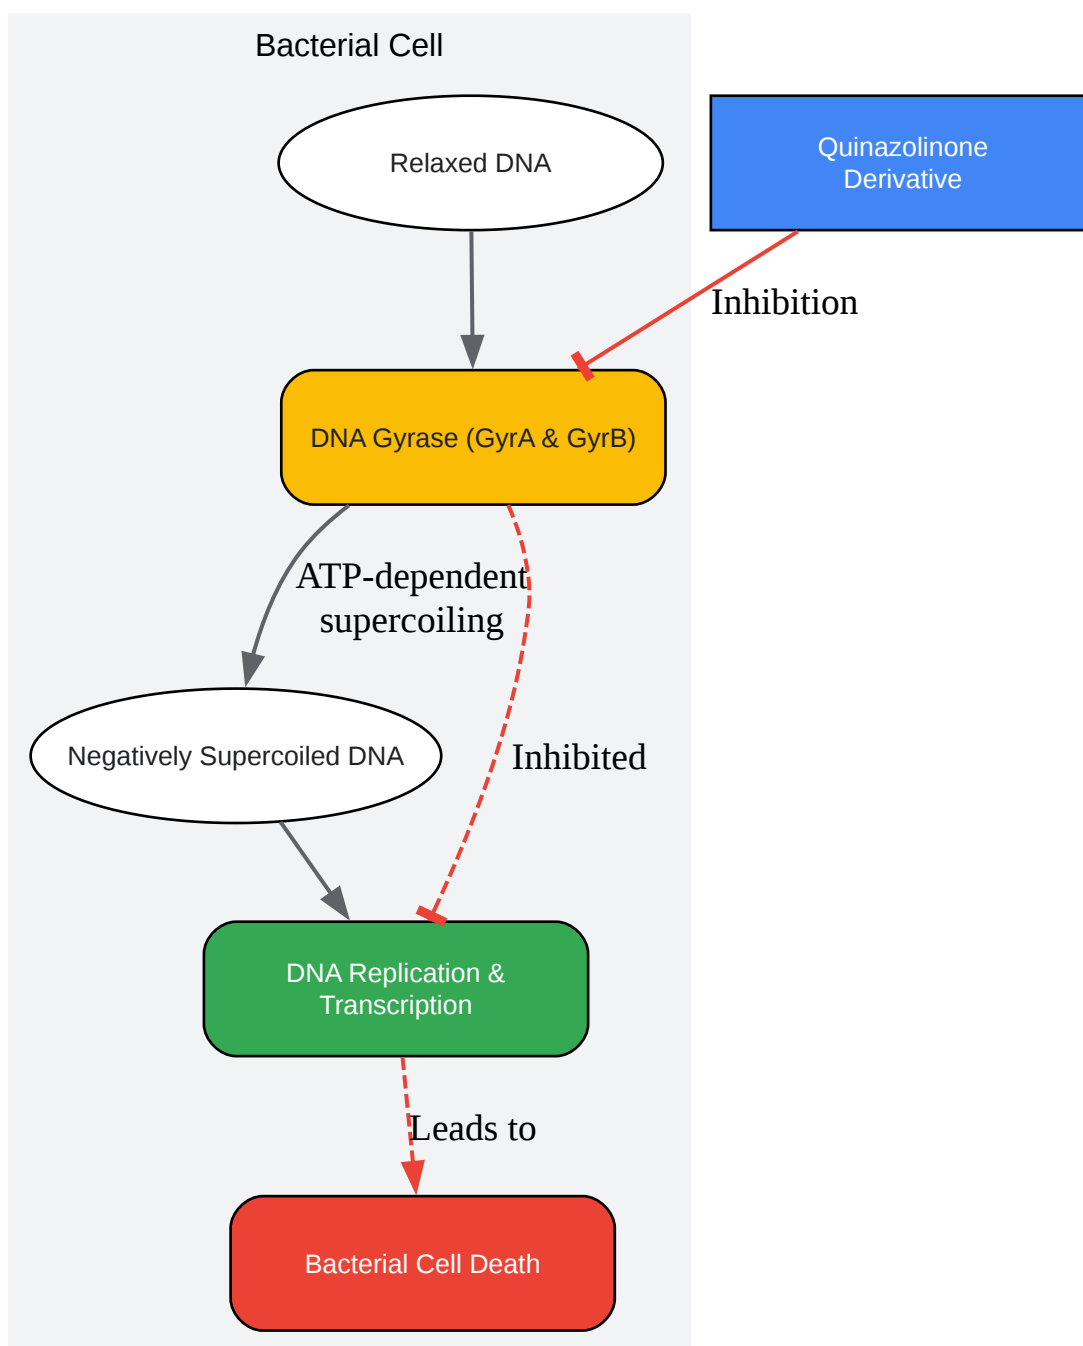 Bacterial Cell
Relaxed DNA
Quinazolinone
Derivative
Inhibition
DNA Gyrase (GyrA & GyrB)
ATP-dependent
supercoiling
Negatively Supercoiled DNA
Inhibited
DNA Replication &
Transcription
Leads to
Bacterial Cell Death